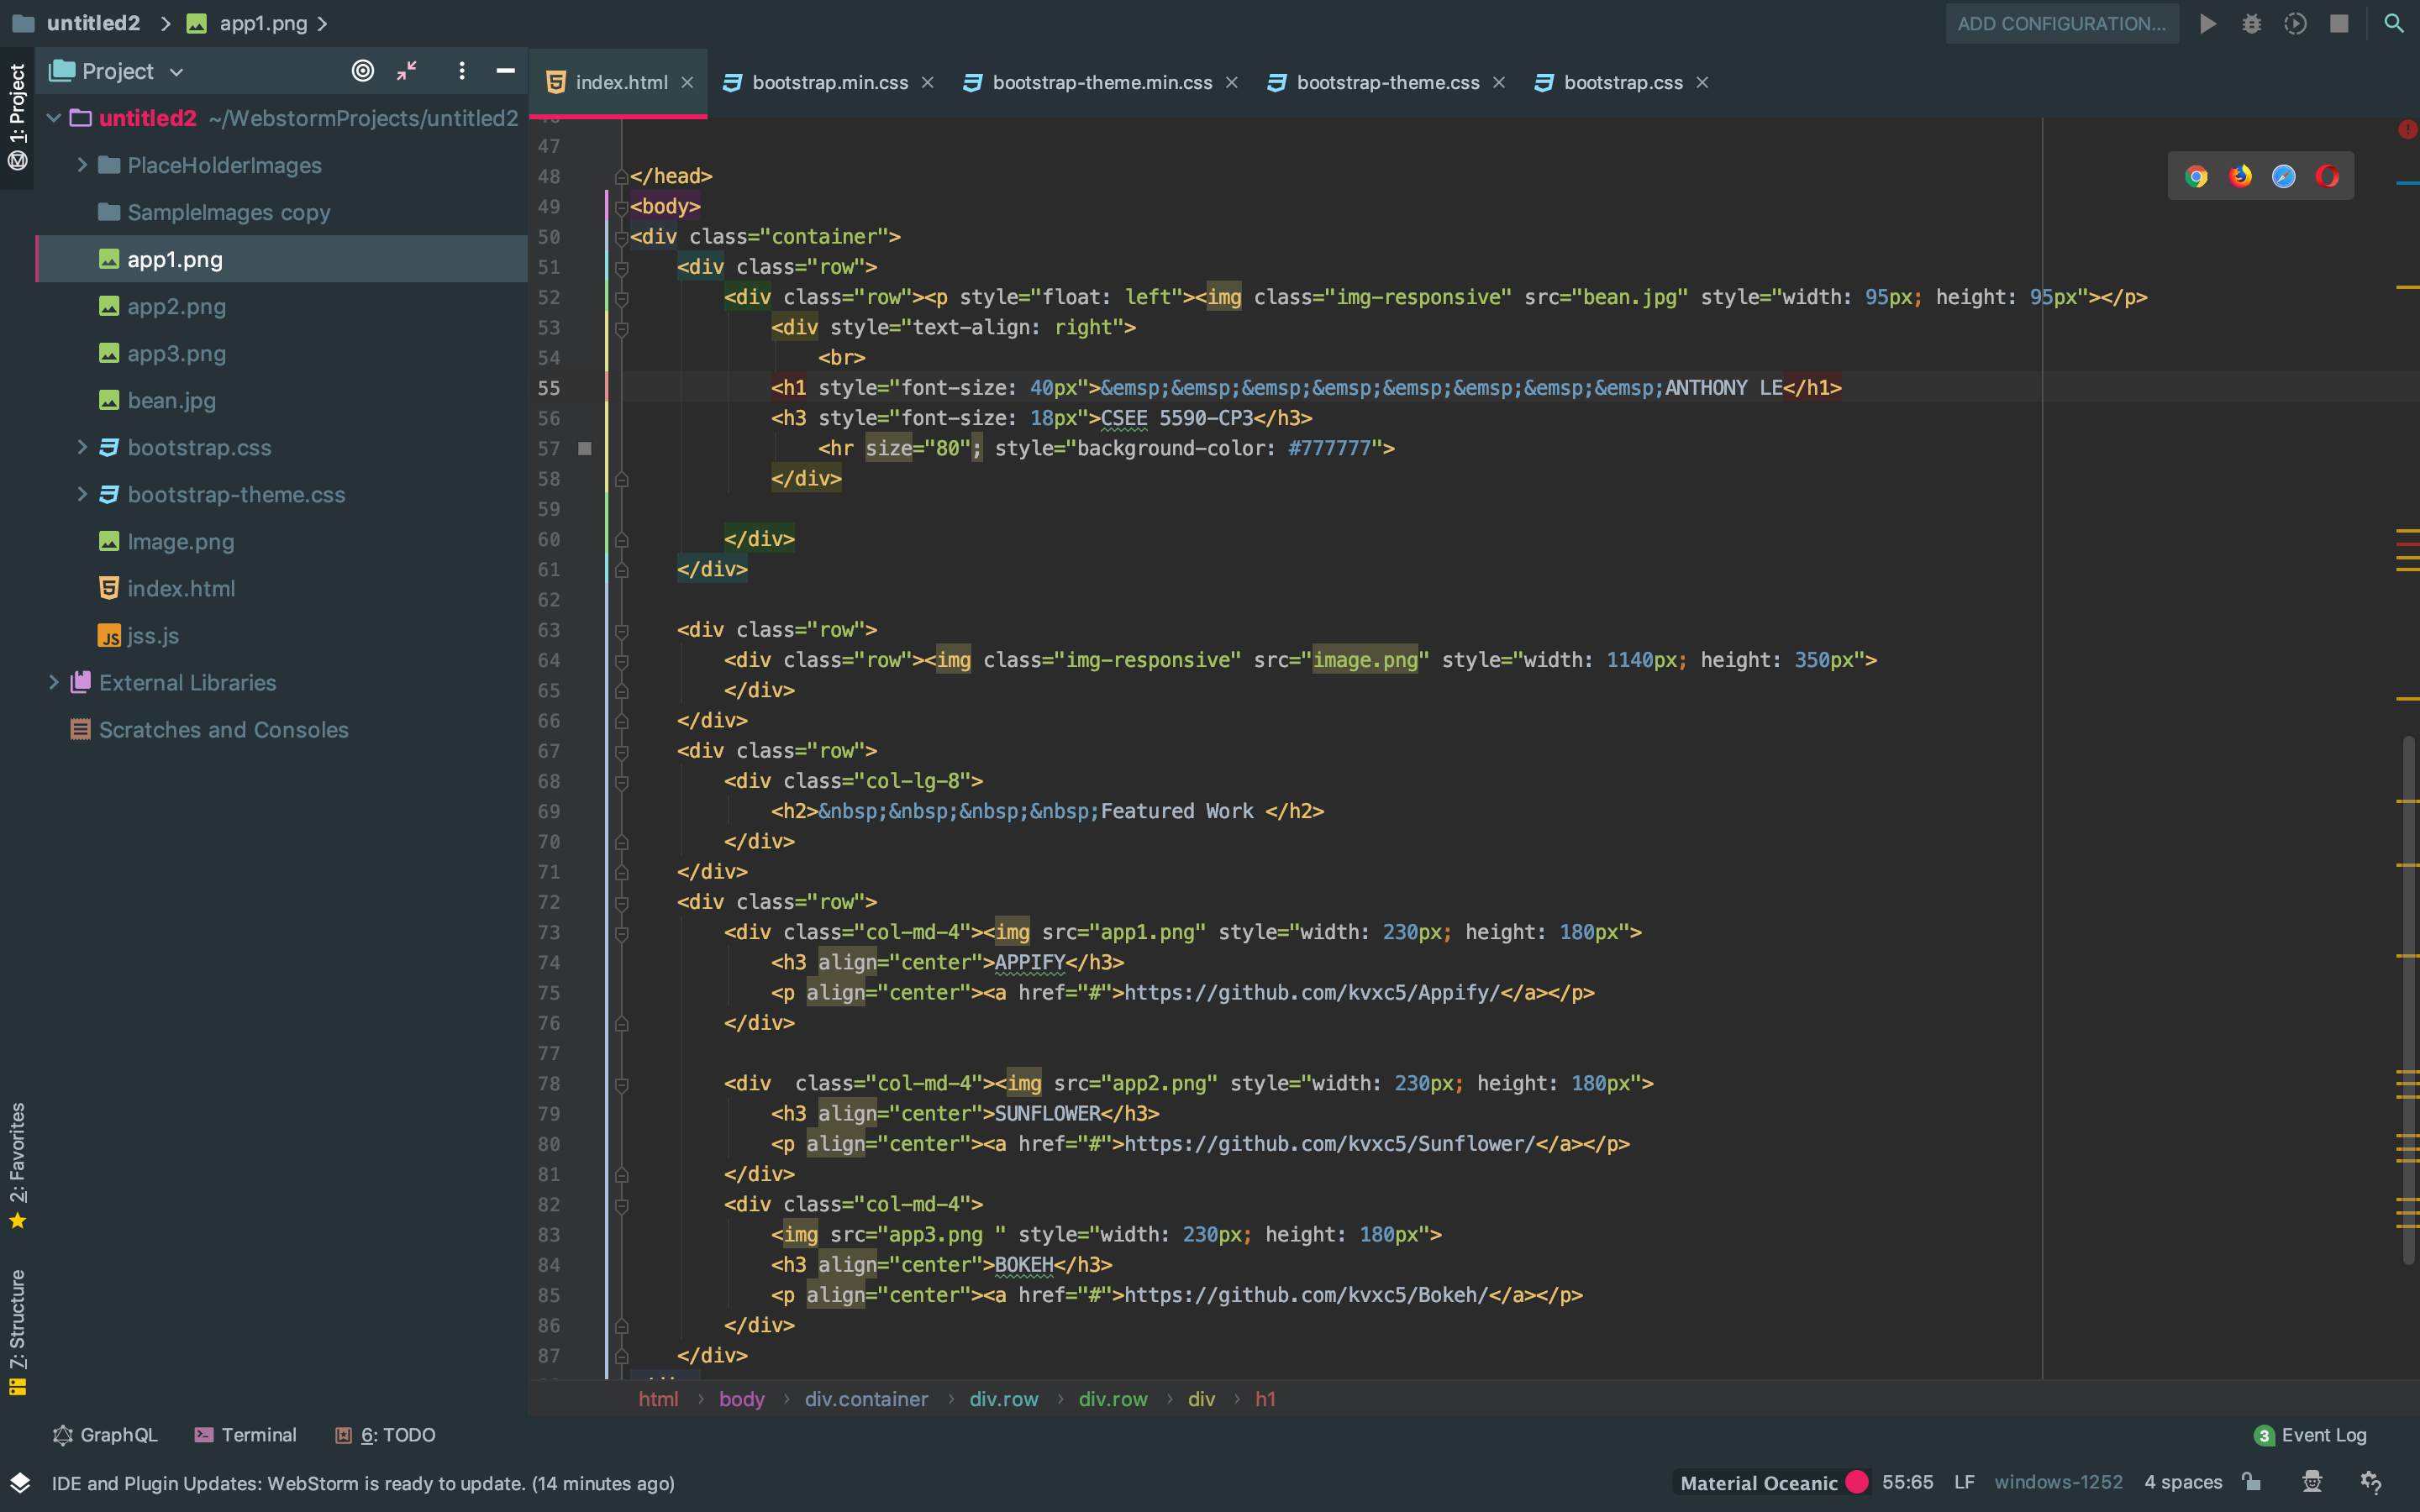 untitled2 > app1.png >
ADD CONFIGURATION...
1: Project
Project
index.html
bootstrap.min.css
bootstrap-theme.min.css
bootstrap-theme.css
bootstrap.css
untitled2 ~/WebstormProjects/untitled2
PlaceHolderImages
SampleImages copy
app1.png
app2.png
app3.png
bean.jpg
bootstrap.css
bootstrap-theme.css
Image.png
index.html
jss.js
External Libraries
Scratches and Consoles
2: Favorites
7: Structure
47
48 </head>
49 <body>
50 <div class="container">
51 <div class="row">
52 <div class="row"><p style="float: left"><img class="img-responsive" src="bean.jpg" style="width: 95px; height: 95px"></p>
53 <div style="text-align: right">
54 <br>
55 <h1 style="font-size: 40px">&emsp;&emsp;&emsp;&emsp;&emsp;&emsp;&emsp;&emsp;ANTHONY LE</h1>
56 <h3 style="font-size: 18px">CSEE 5590-CP3</h3>
57 <hr size="80"; style="background-color: #777777">
58 </div>
59
60 </div>
61 </div>
62
63 <div class="row">
64 <div class="row"><img class="img-responsive" src="image.png" style="width: 1140px; height: 350px">
65 </div>
66 </div>
67 <div class="row">
68 <div class="col-lg-8">
69 <h2>&nbsp;&nbsp;&nbsp;&nbsp;Featured Work </h2>
70 </div>
71 </div>
72 <div class="row">
73 <div class="col-md-4"><img src="app1.png" style="width: 230px; height: 180px">
74 <h3 align="center">APPIFY</h3>
75 <p align="center"><a href="#">https://github.com/kvxc5/Appify/</a></p>
76 </div>
77
78 <div  class="col-md-4"><img src="app2.png" style="width: 230px; height: 180px">
79 <h3 align="center">SUNFLOWER</h3>
80 <p align="center"><a href="#">https://github.com/kvxc5/Sunflower/</a></p>
81 </div>
82 <div class="col-md-4">
83 <img src="app3.png " style="width: 230px; height: 180px">
84 <h3 align="center">BOKEH</h3>
85 <p align="center"><a href="#">https://github.com/kvxc5/Bokeh/</a></p>
86 </div>
87 </div>
html > body > div.container > div.row > div.row > div > h1
GraphQL
Terminal
6: TODO
3 Event Log
IDE and Plugin Updates: WebStorm is ready to update. (14 minutes ago)
Material Oceanic
55:65
LF
windows-1252
4 spaces